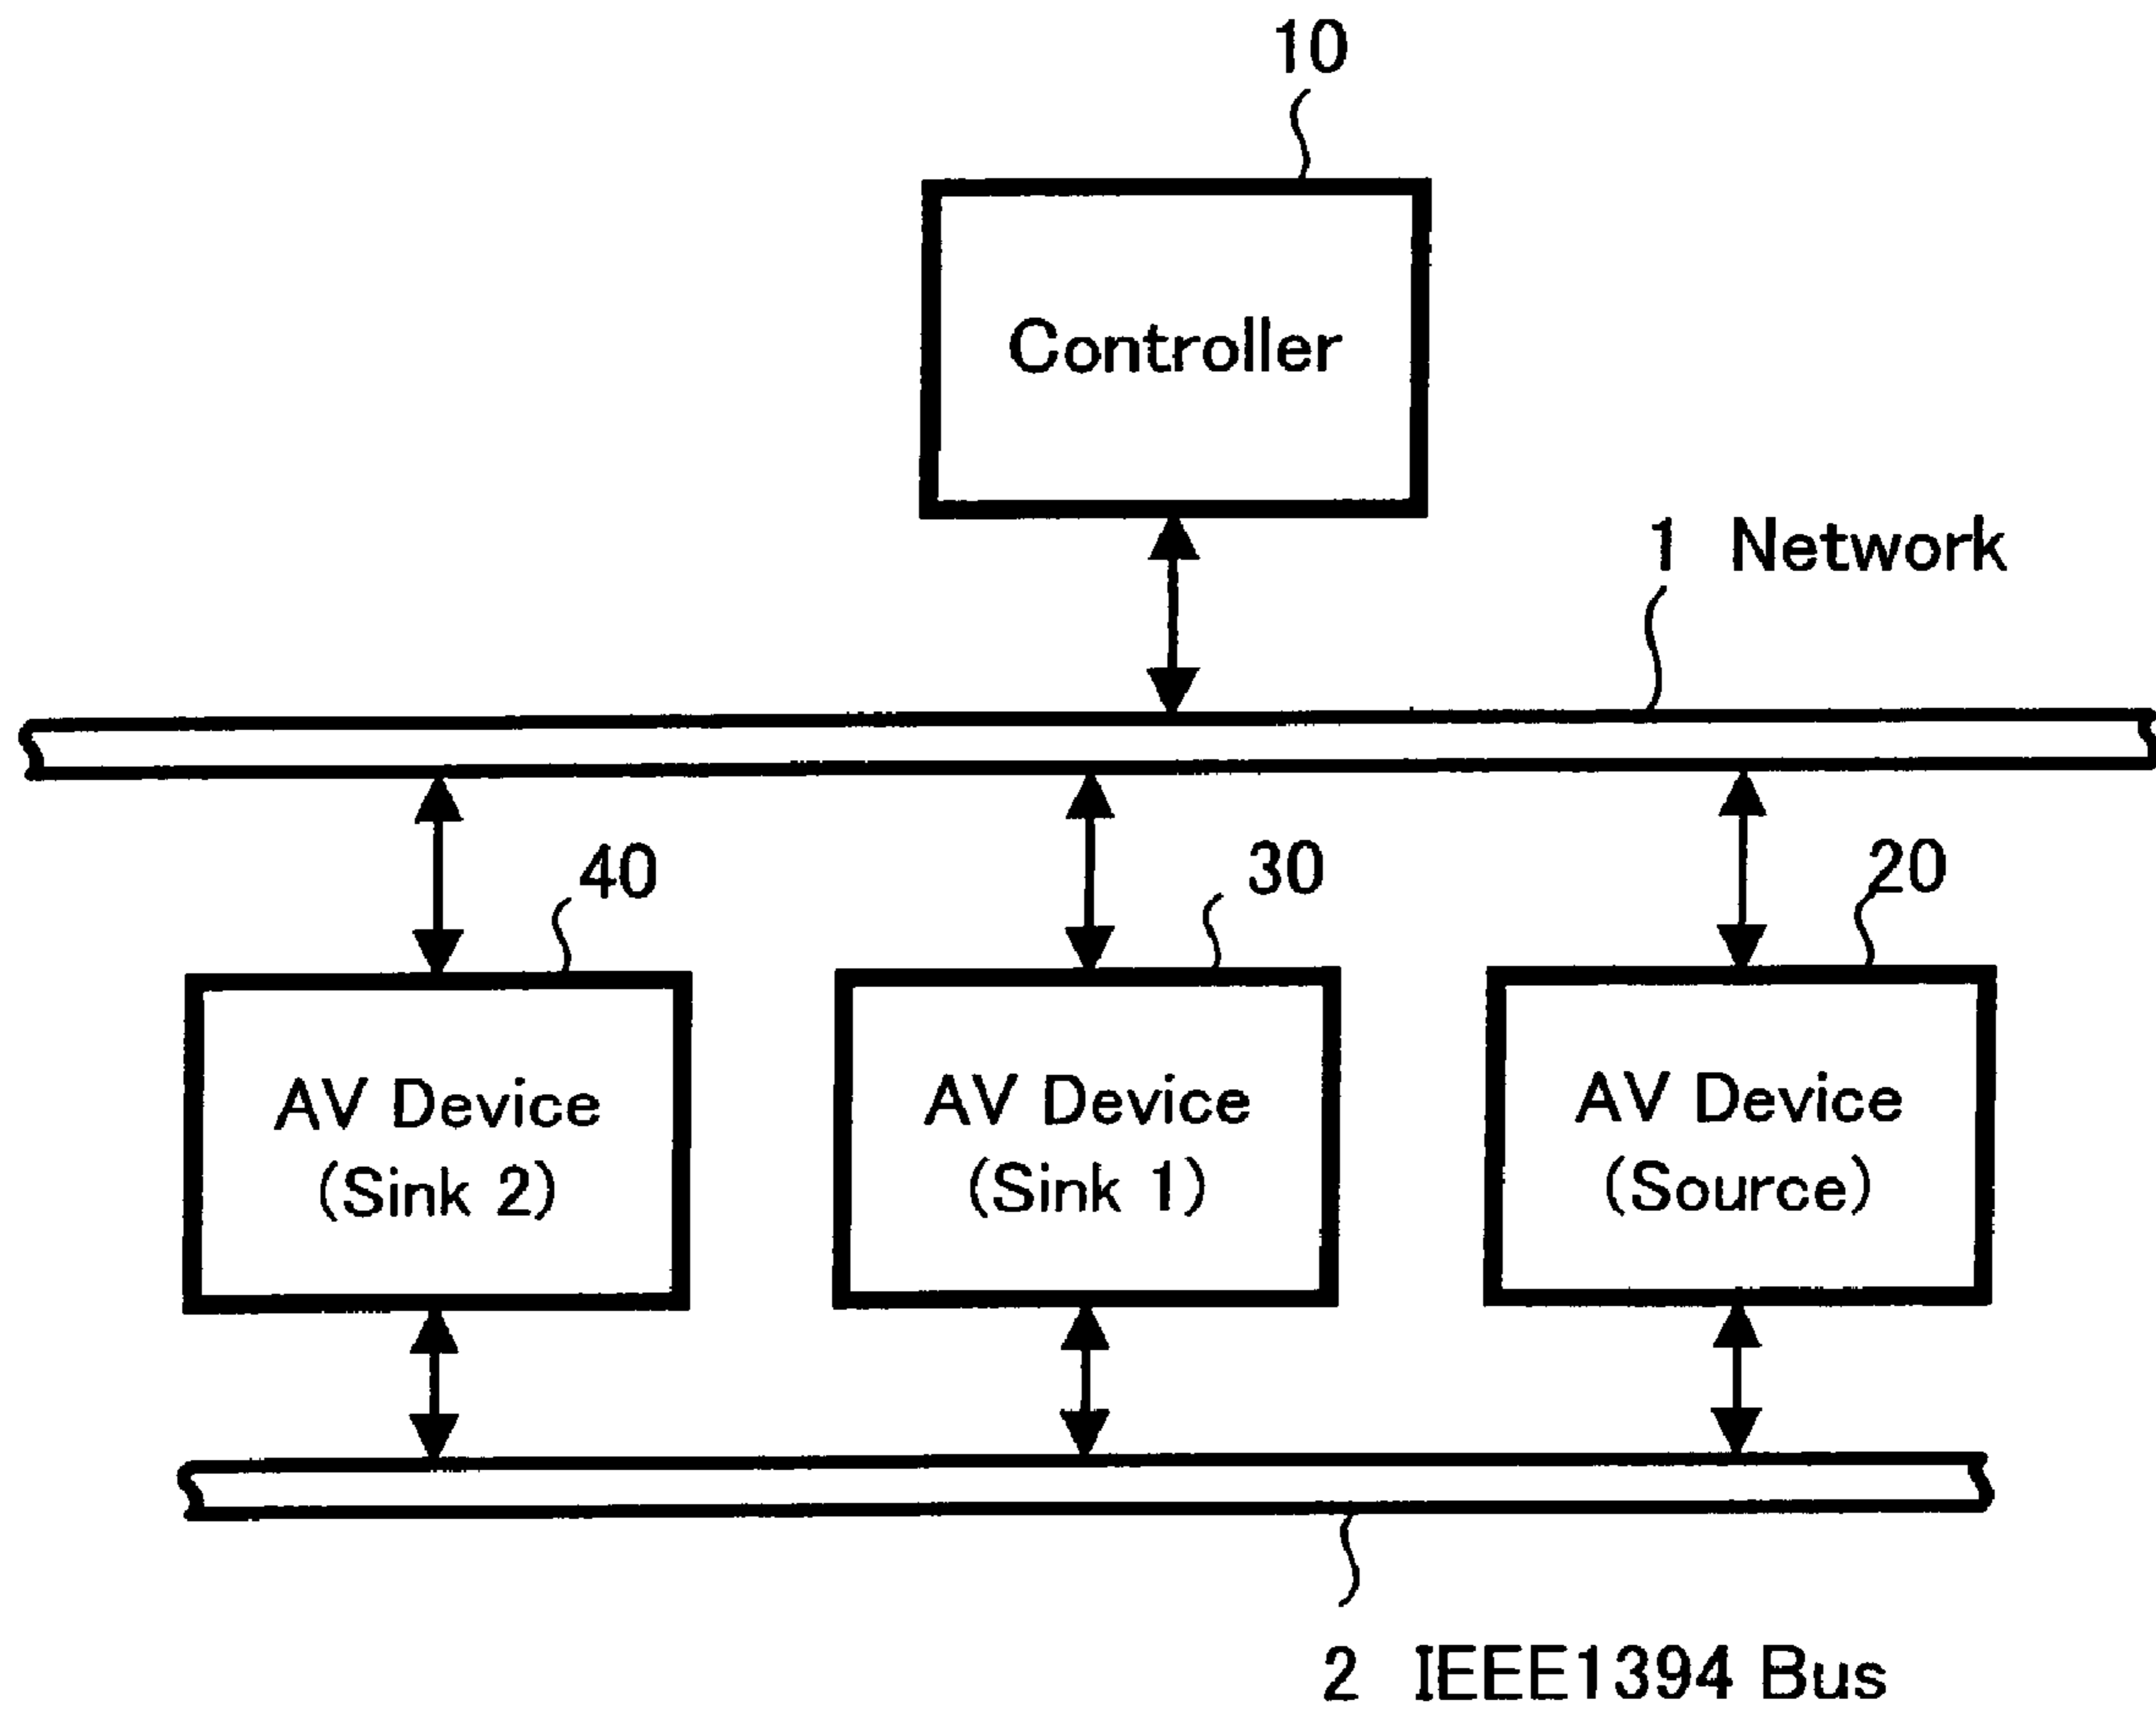 10
Controller
1 Network
40
30
20
AV Device
(Sink 2)
AV Device
(Sink 1)
AV Device
(Source)
2 IEEE1394 Bus